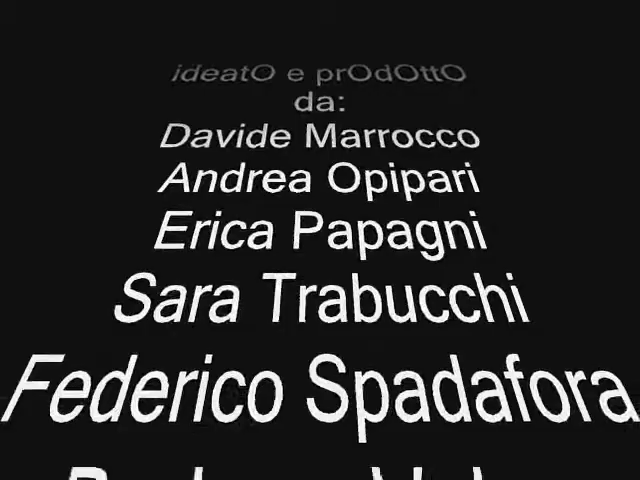 ideatO e prOdOttO
da:
Davide Marrocco
Andrea Opipari
Erica Papagni
Sara Trabucchi
Federico Spadafora